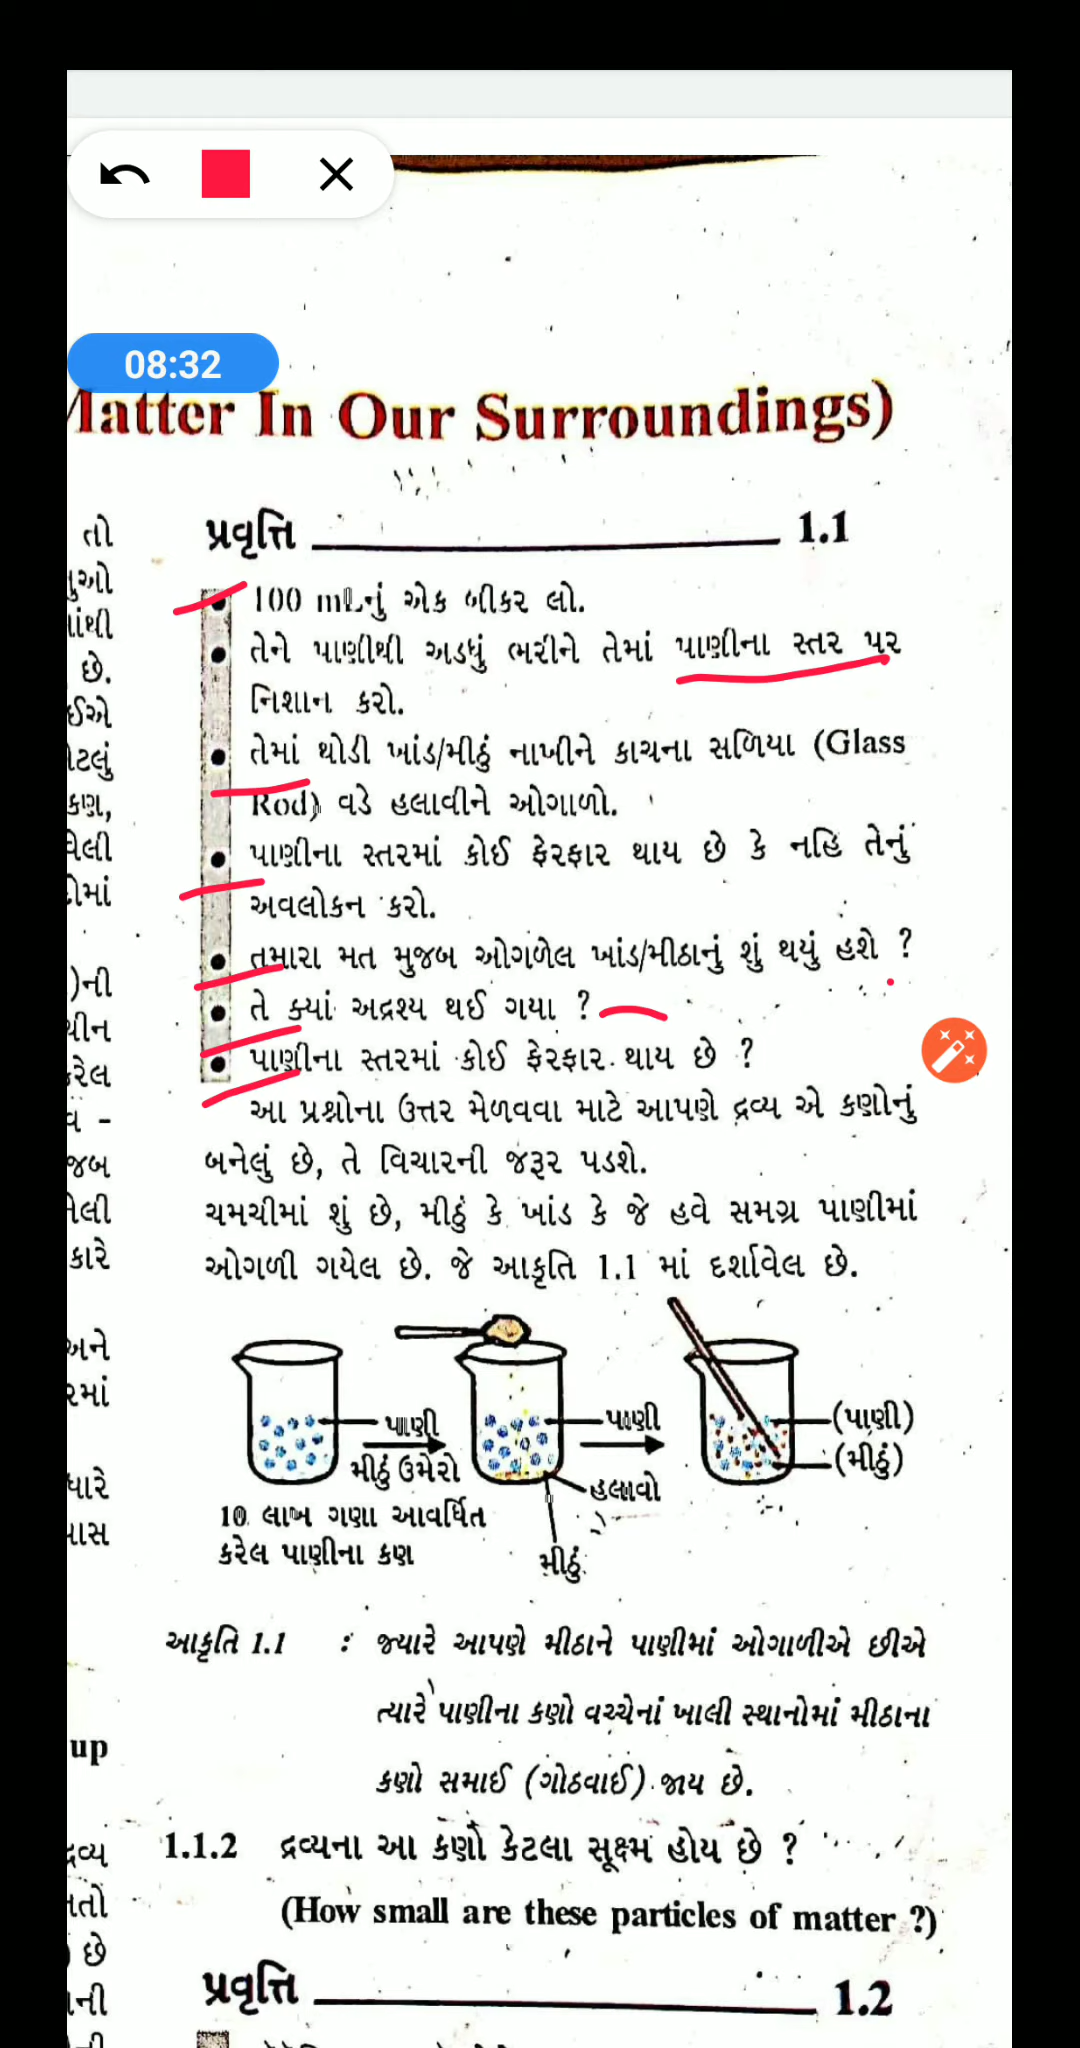 08:32
Matter In Our Surroundings)
તો
છે.
કણ,
)ની
કારે
અને
up
દ્રવ્ય
છે
પ્રવૃત્તિ 1.1
• 100 mLનું એક બીકર લો.
• તેને પાણીથી અડધું ભરીને તેમાં પાણીના સ્તર પર
નિશાન કરો.
• તેમાં થોડી ખાંડ/મીઠું નાખીને કાચના સળિયા (Glass
Rod) વડે હલાવીને ઓગાળો.
• પાણીના સ્તરમાં કોઈ ફેરફાર થાય છે કે નહિ તેનું
અવલોકન કરો.
• તમારા મત મુજબ ઓગળેલ ખાંડ/મીઠાનું શું થયું હશે ?
• તે ક્યાં અદ્રશ્ય થઈ ગયા ?
• પાણીના સ્તરમાં કોઈ ફેરફાર થાય છે ?
આ પ્રશ્નોના ઉત્તર મેળવવા માટે આપણે દ્રવ્ય એ કણોનું
બનેલું છે, તે વિચારની જરૂર પડશે.
ચમચીમાં શું છે, મીઠું કે ખાંડ કે જે હવે સમગ્ર પાણીમાં
ઓગળી ગયેલ છે. જે આકૃતિ 1.1 માં દર્શાવેલ છે.
પાણી
મીઠું ઉમેરો
પાણી
હલાવો
મીઠું
(પાણી)
(મીઠું)
10 લાખ ગણા આવર્ધિત
કરેલ પાણીના કણ
આકૃતિ 1.1 : જ્યારે આપણે મીઠાને પાણીમાં ઓગાળીએ છીએ
ત્યારે પાણીના કણો વચ્ચેનાં ખાલી સ્થાનોમાં મીઠાના
કણો સમાઈ (ગોઠવાઈ) જાય છે.
1.1.2 દ્રવ્યના આ કણો કેટલા સૂક્ષ્મ હોય છે ?
(How small are these particles of matter ?)
પ્રવૃત્તિ 1.2